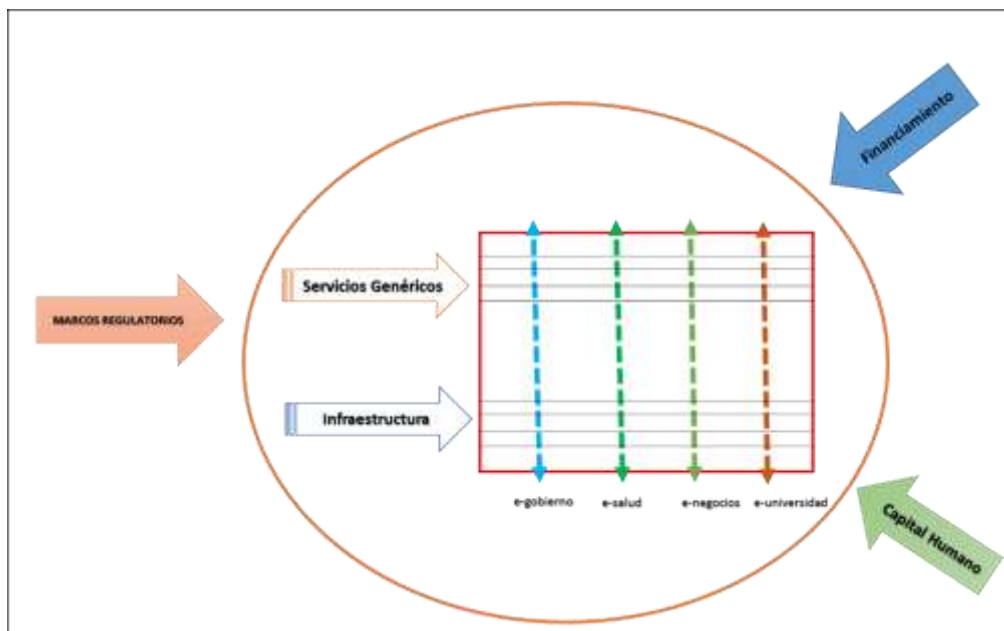 Financiamiento
Servicios Genéricos
MARCOS REGULATORIOS
Infraestructura
e-gobierno e-salud e-negocios e-universidad
Capital Humano